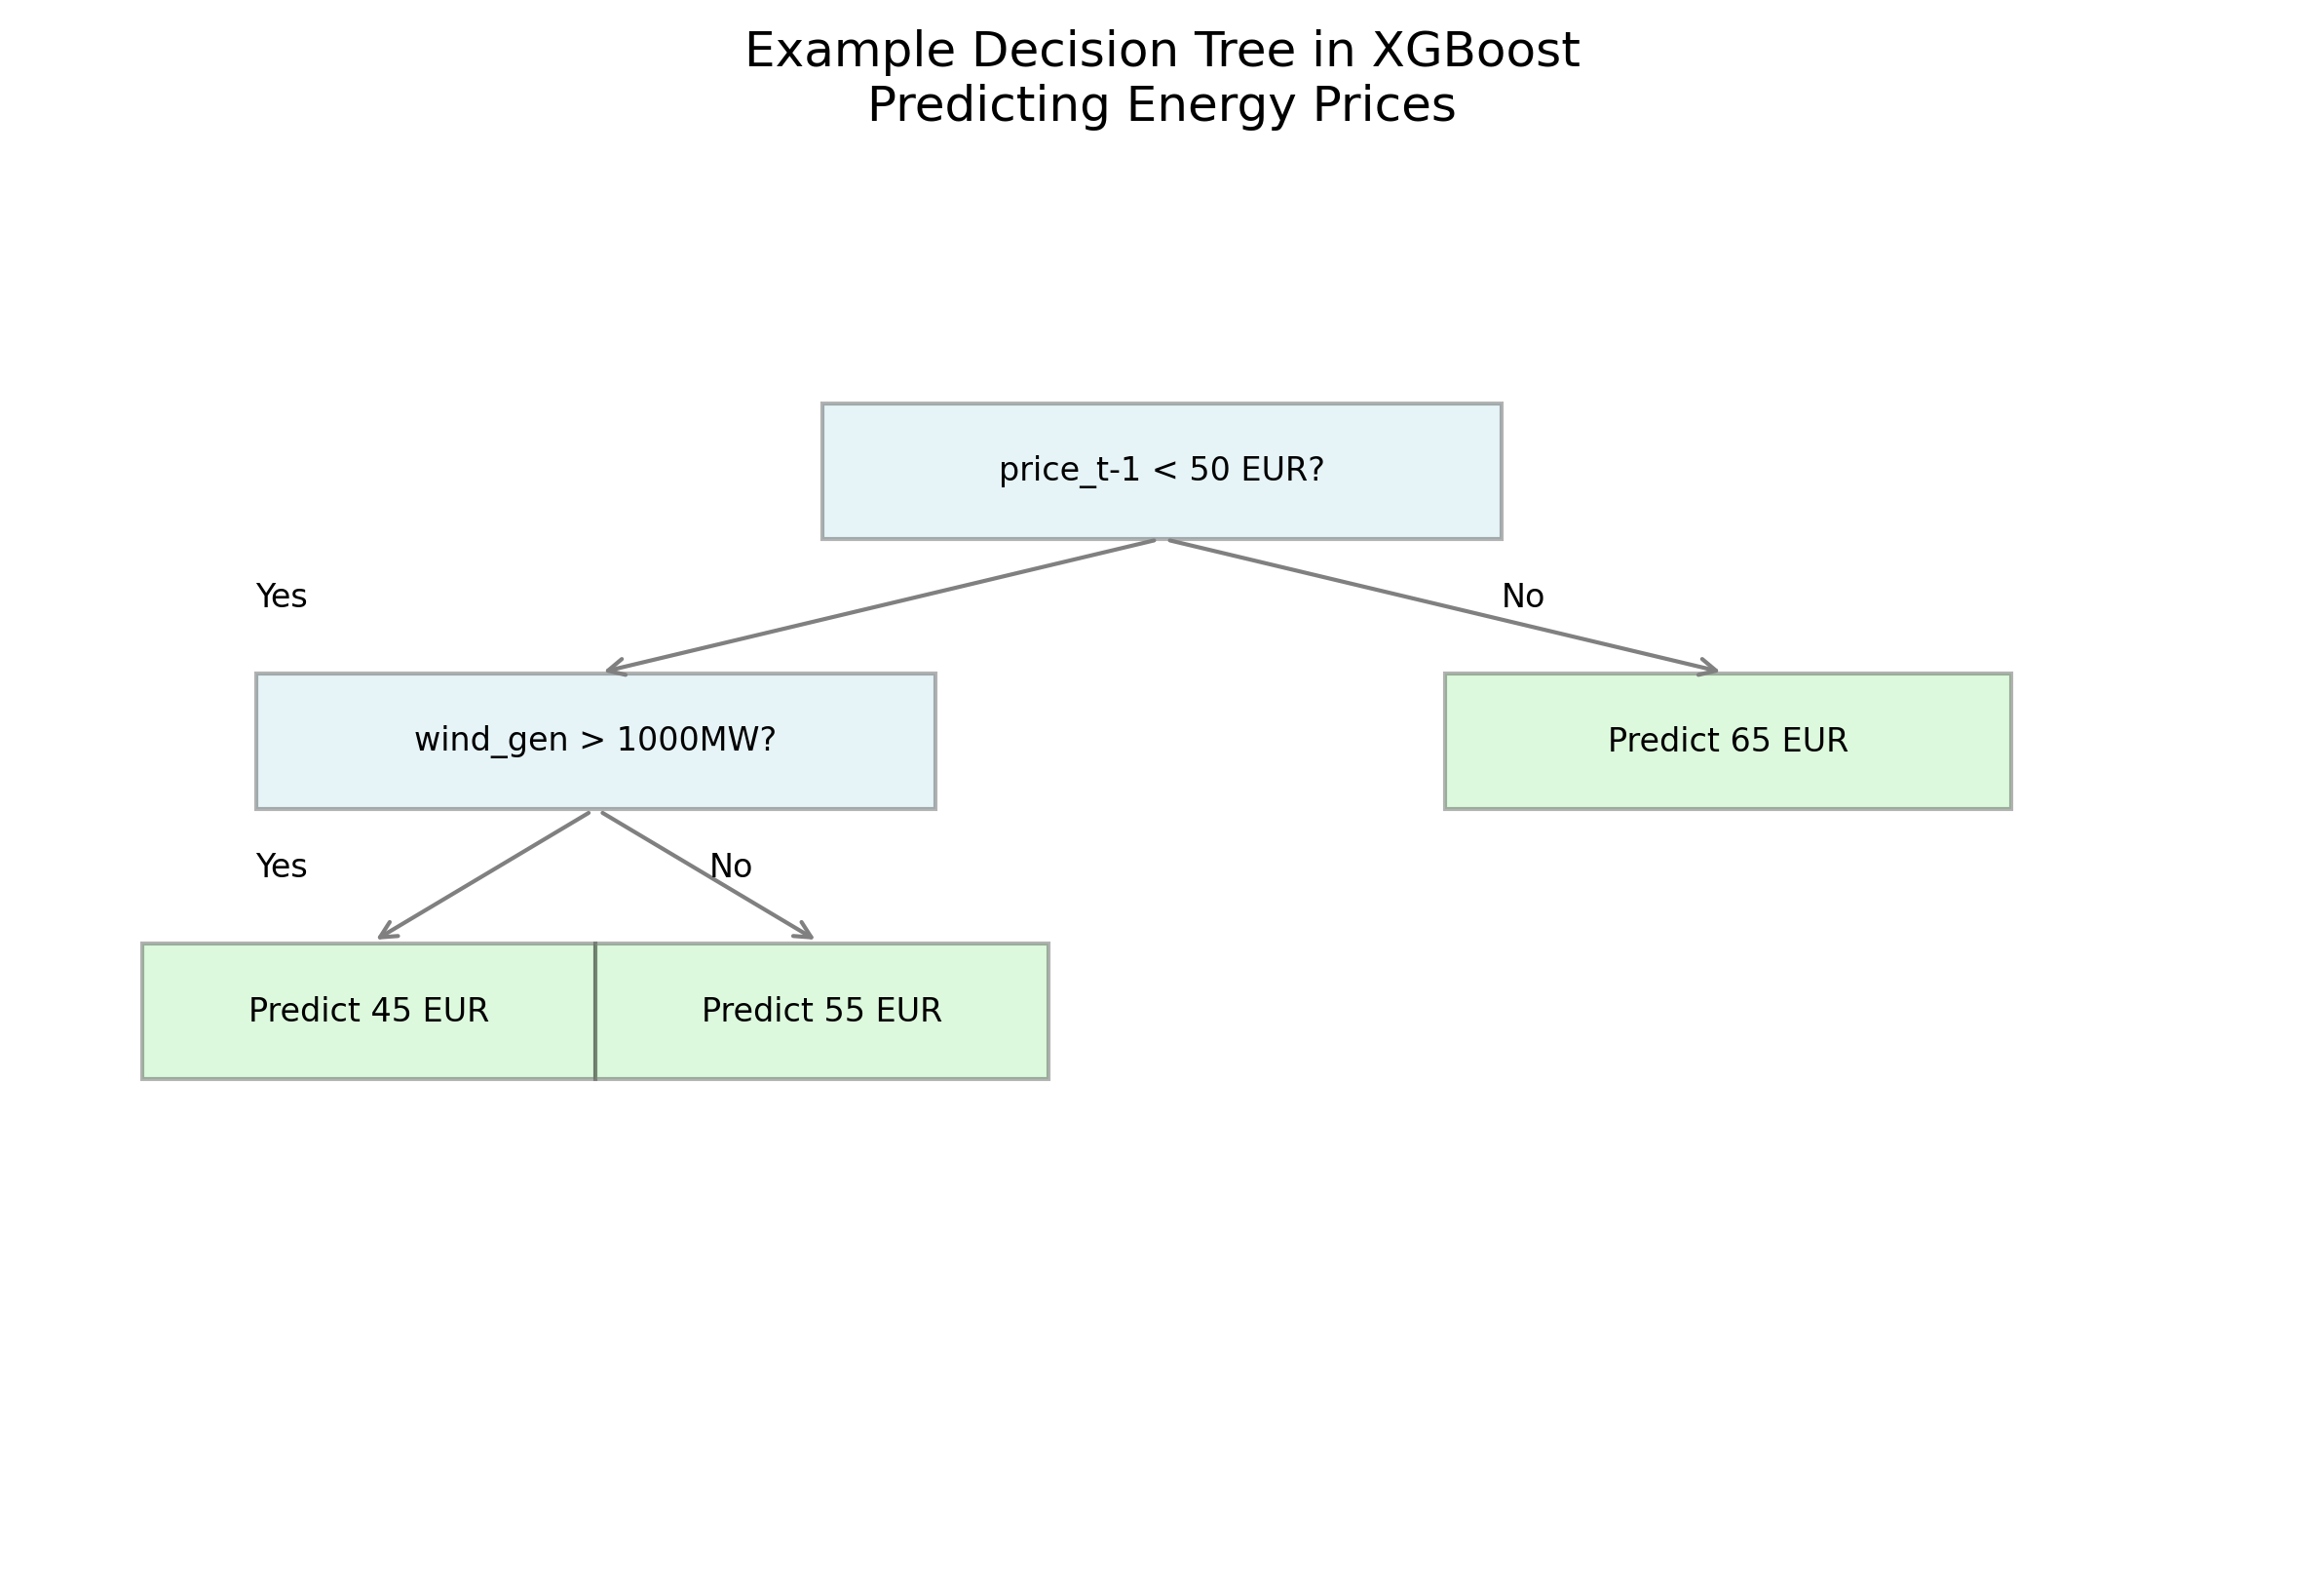 Example Decision Tree in XGBoost
Predicting Energy Prices
price_t-1 < 50 EUR?
Yes
No
wind_gen > 1000MW?
Predict 65 EUR
Yes
No
Predict 45 EUR
Predict 55 EUR